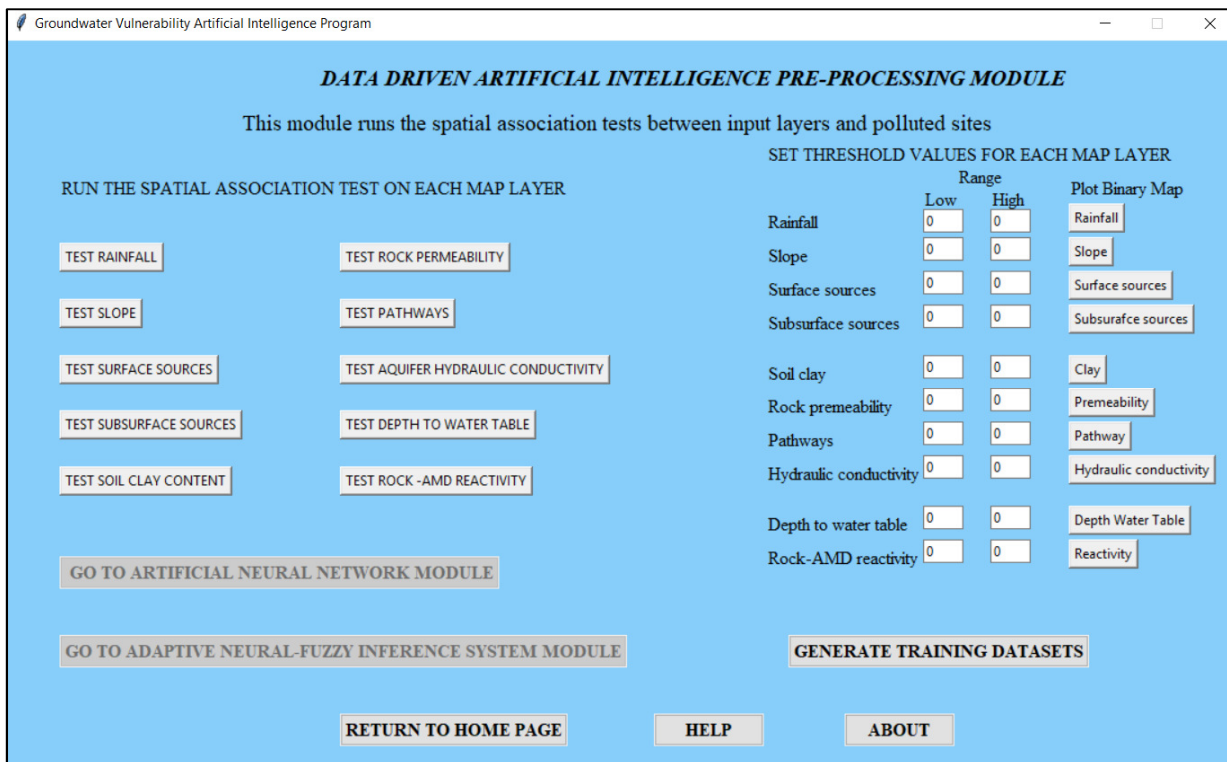 Groundwater Vulnerability Artificial Intelligence Program
DATA DRIVEN ARTIFICIAL INTELLIGENCE PRE-PROCESSING MODULE
This module runs the spatial association tests between input layers and polluted sites
RUN THE SPATIAL ASSOCIATION TEST ON EACH MAP LAYER
TEST RAINFALL TEST ROCK PERMEABILITY
TEST SLOPE TEST PATHWAYS
TEST SURFACE SOURCES TEST AQUIFER HYDRAULIC CONDUCTIVITY
TEST SUBSURFACE SOURCES TEST DEPTH TO WATER TABLE
TEST SOIL CLAY CONTENT TEST ROCK -AMD REACTIVITY
GO TO ARTIFICIAL NEURAL NETWORK MODULE
GO TO ADAPTIVE NEURAL-FUZZY INFERENCE SYSTEM MODULE
SET THRESHOLD VALUES FOR EACH MAP LAYER
Range
Low High Plot Binary Map
Rainfall 0 0 Rainfall
Slope 0 0 Slope
Surface sources 0 0 Surface sources
Subsurface sources 0 0 Subsurafce sources
Soil clay 0 0 Clay
Rock premeability 0 0 Premeability
Pathways 0 0 Pathway
Hydraulic conductivity 0 0 Hydraulic conductivity
Depth to water table 0 0 Depth Water Table
Rock-AMD reactivity 0 0 Reactivity
GENERATE TRAINING DATASETS
RETURN TO HOME PAGE HELP ABOUT